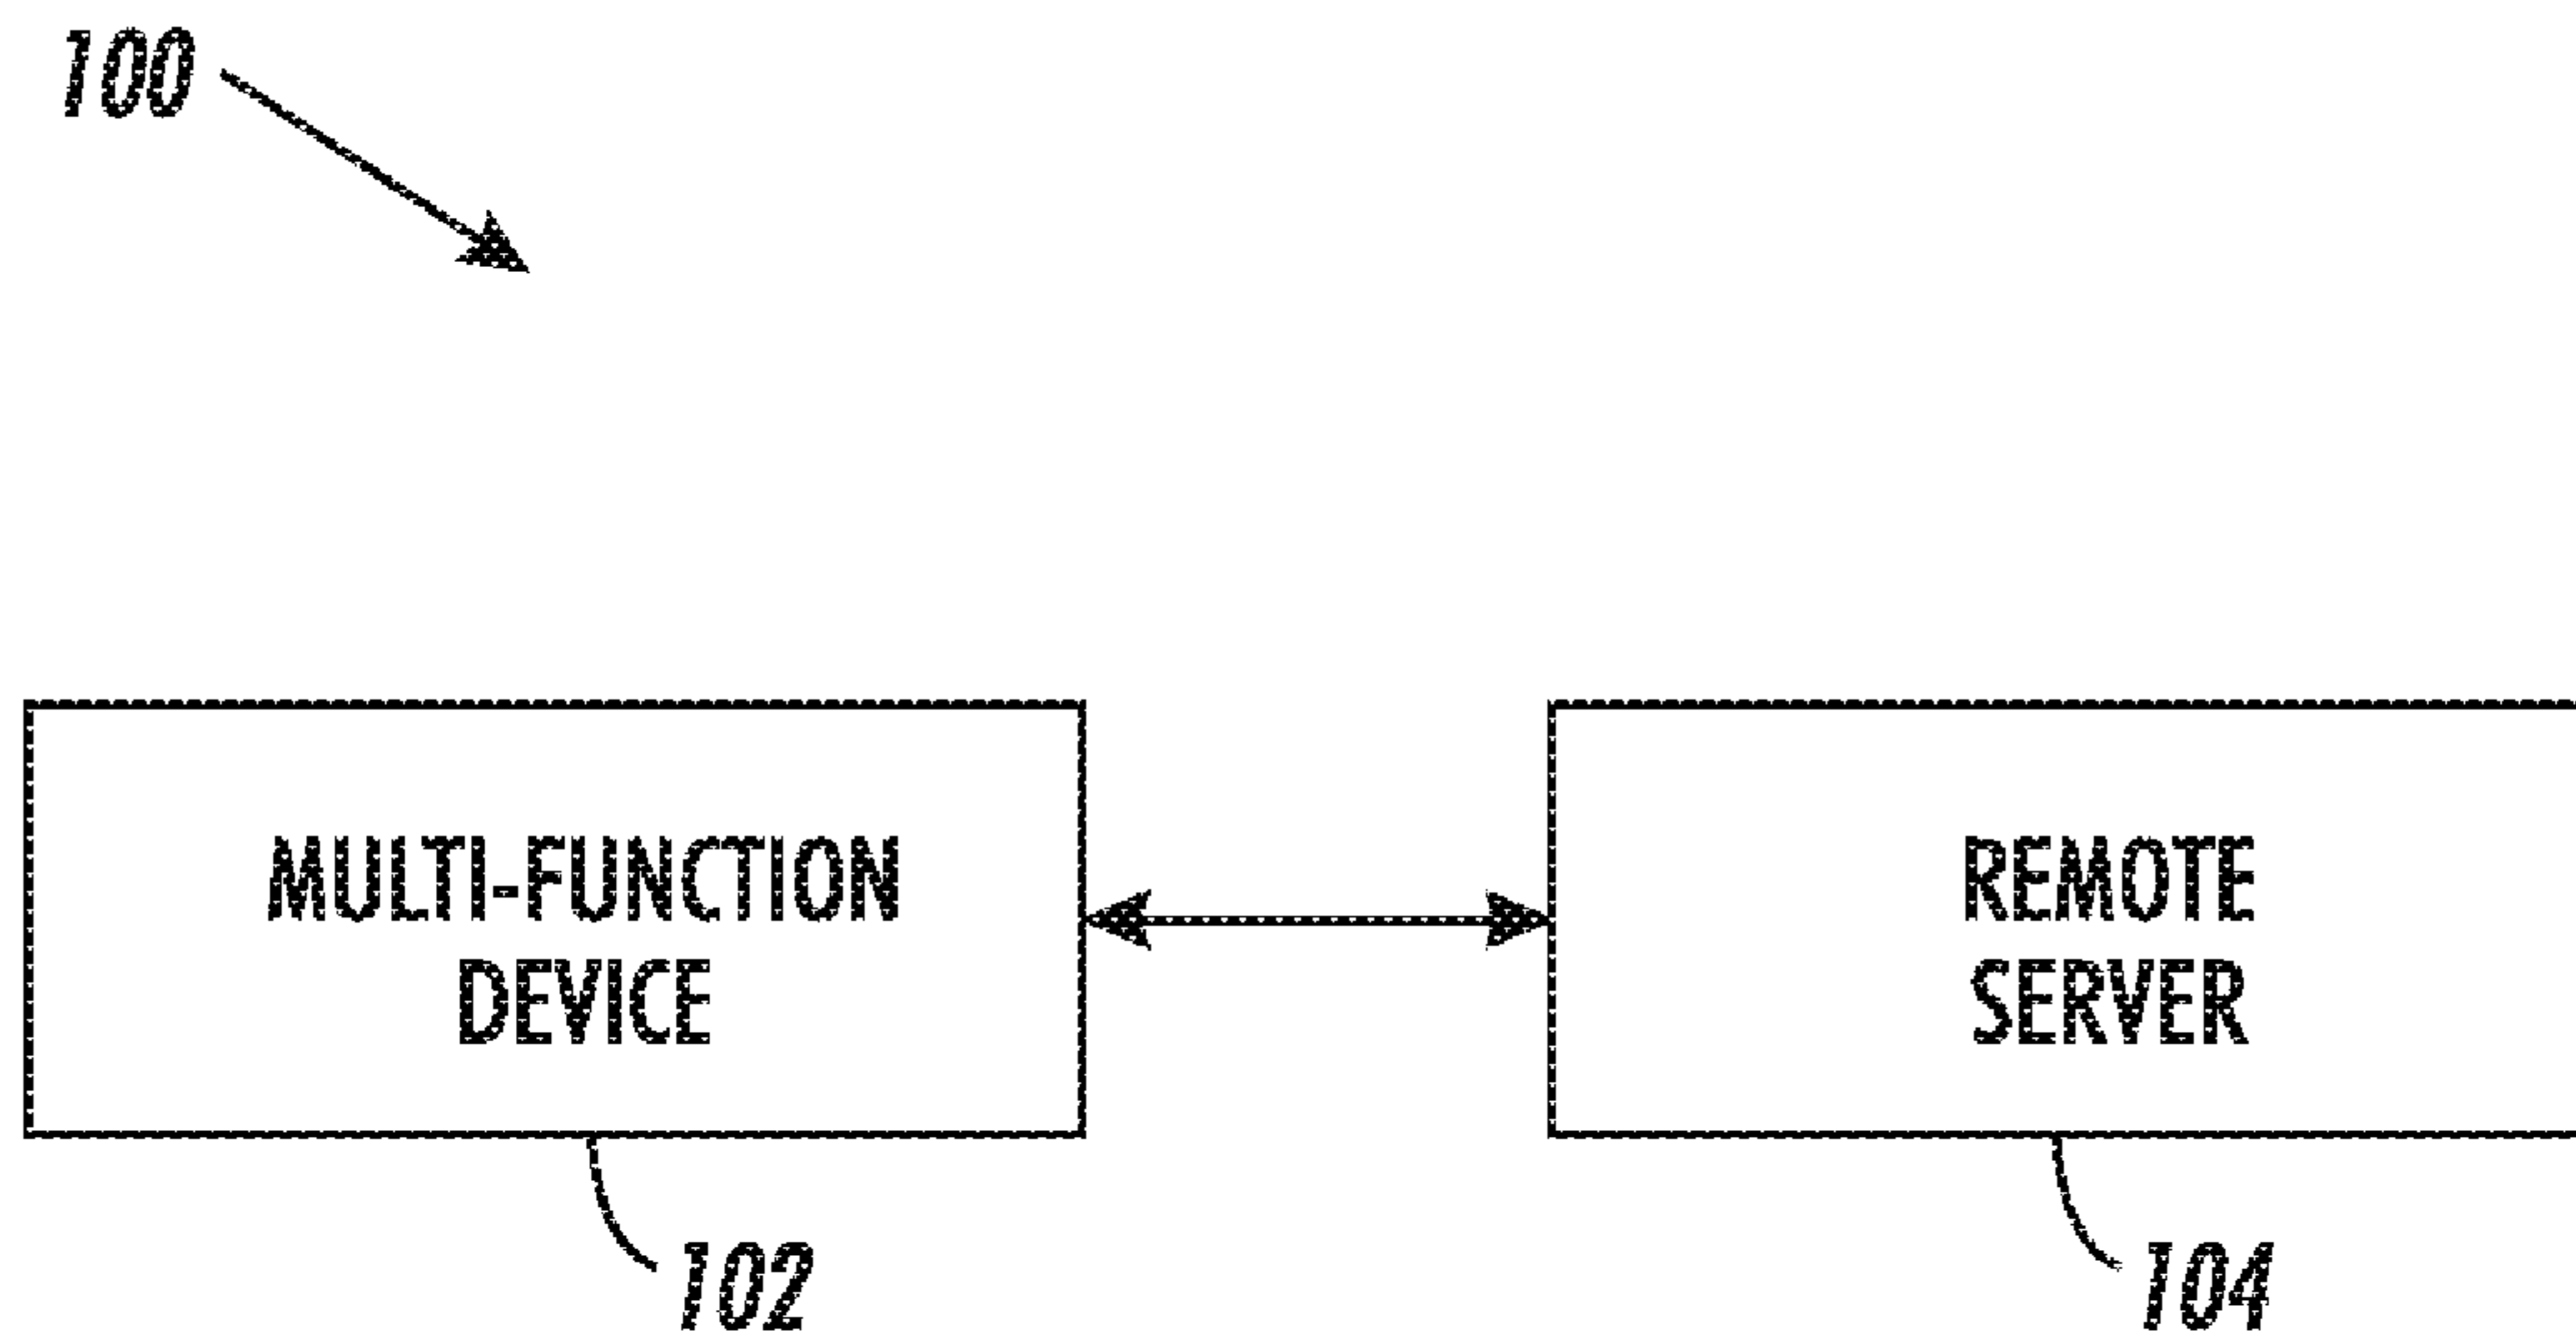 100
MULTI-FUNCTION
DEVICE
REMOTE
SERVER
102
104